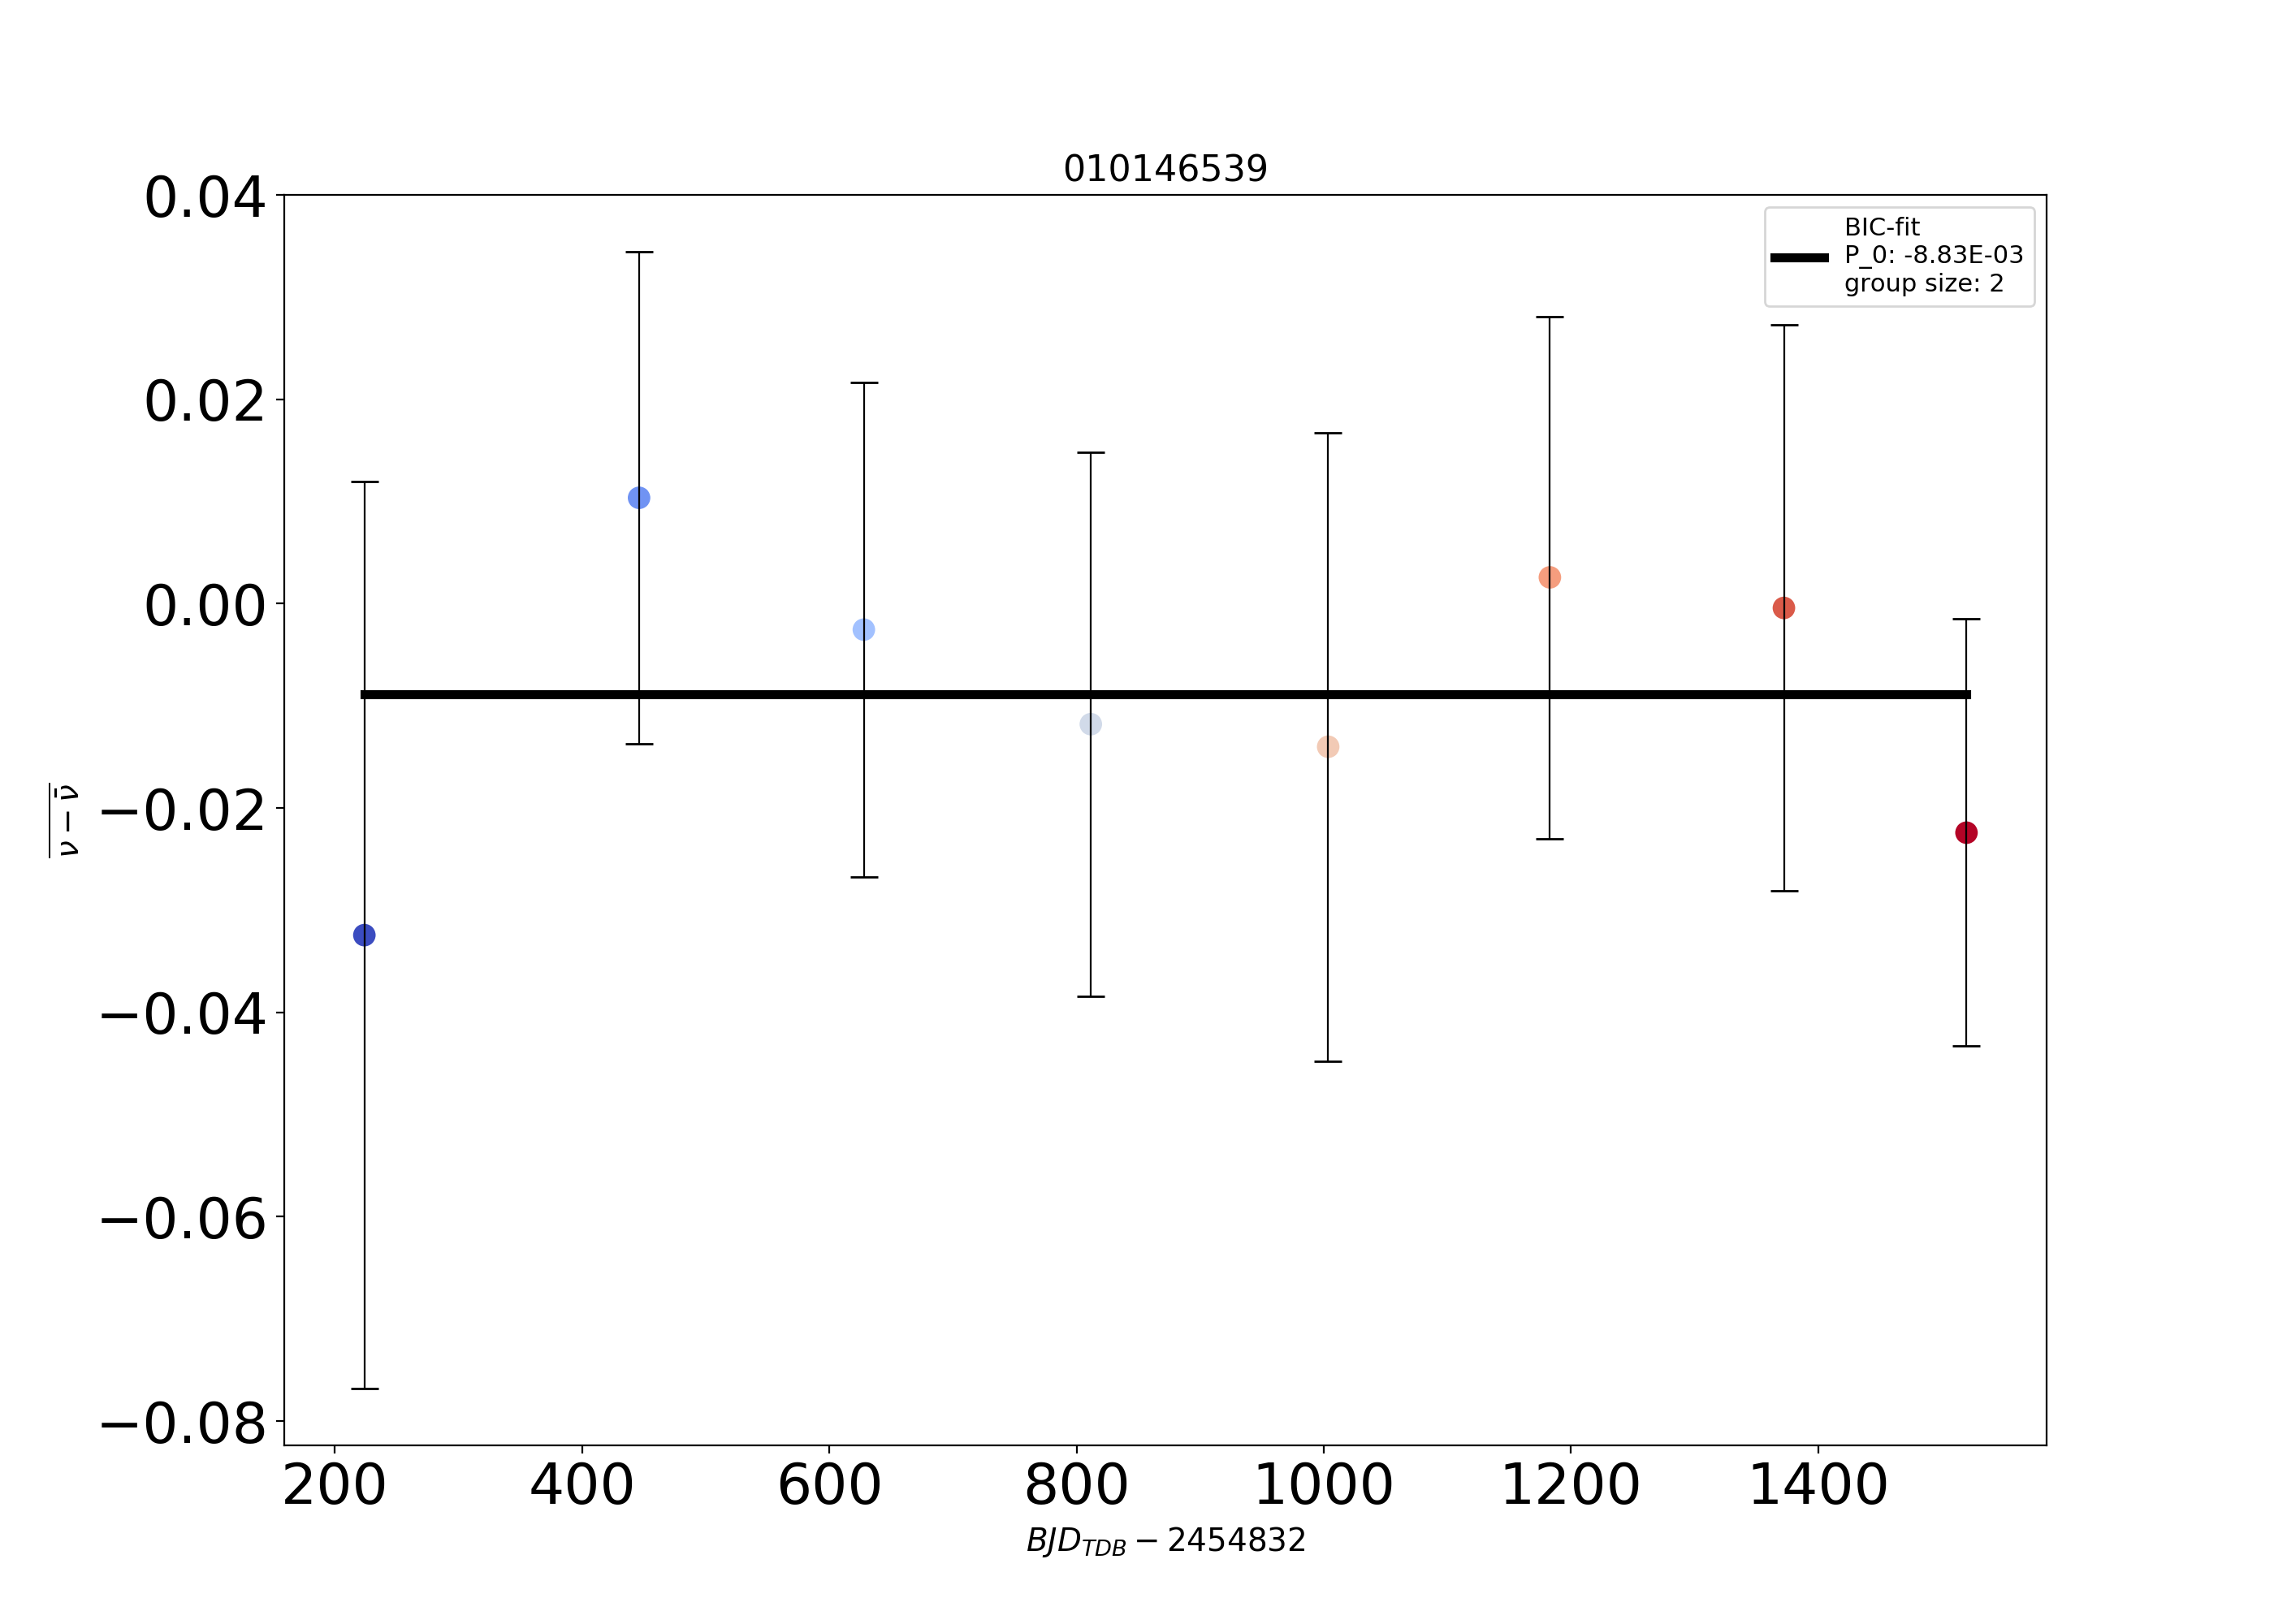 010146539
BIC-fit
P_0: -8.83E-03
group size: 2
0.04
0.02
0.00
−0.02
−0.04
−0.06
−0.08
ν − ν̄
200 400 600 800 1000 1200 1400
BJD_TDB − 2454832